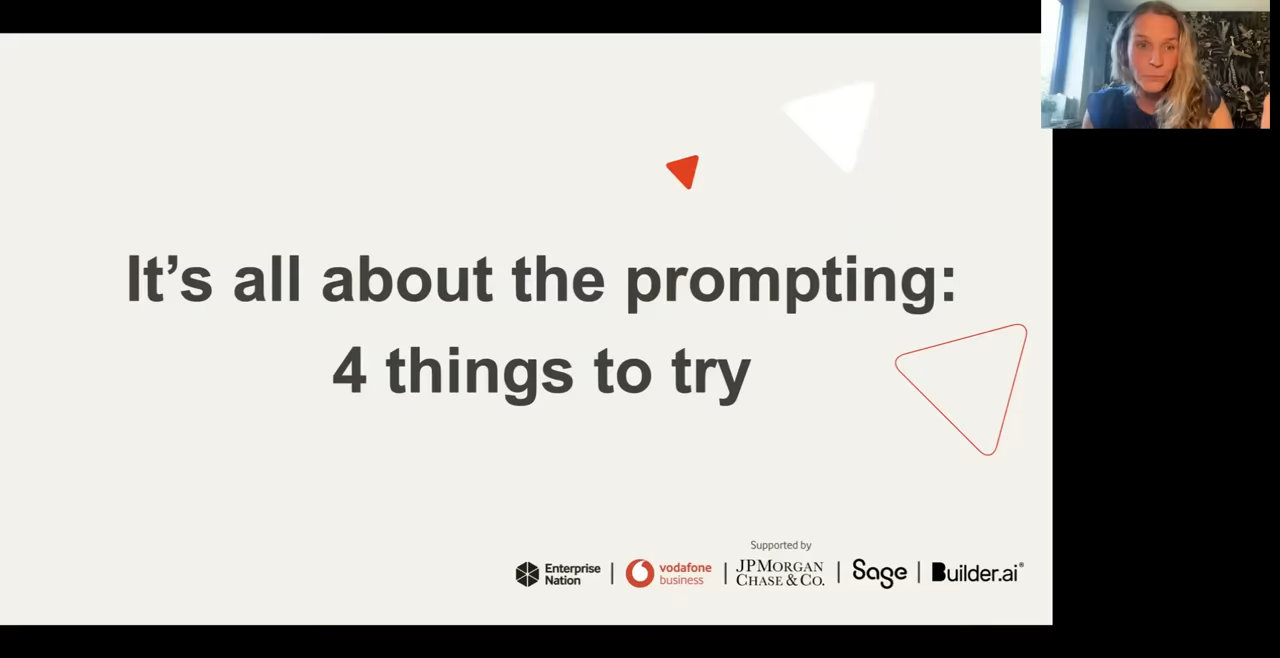 It's all about the prompting:
4 things to try
Supported by
Enterprise Nation | vodafone business | JPMORGAN CHASE & CO. | Sage | Builder.ai®